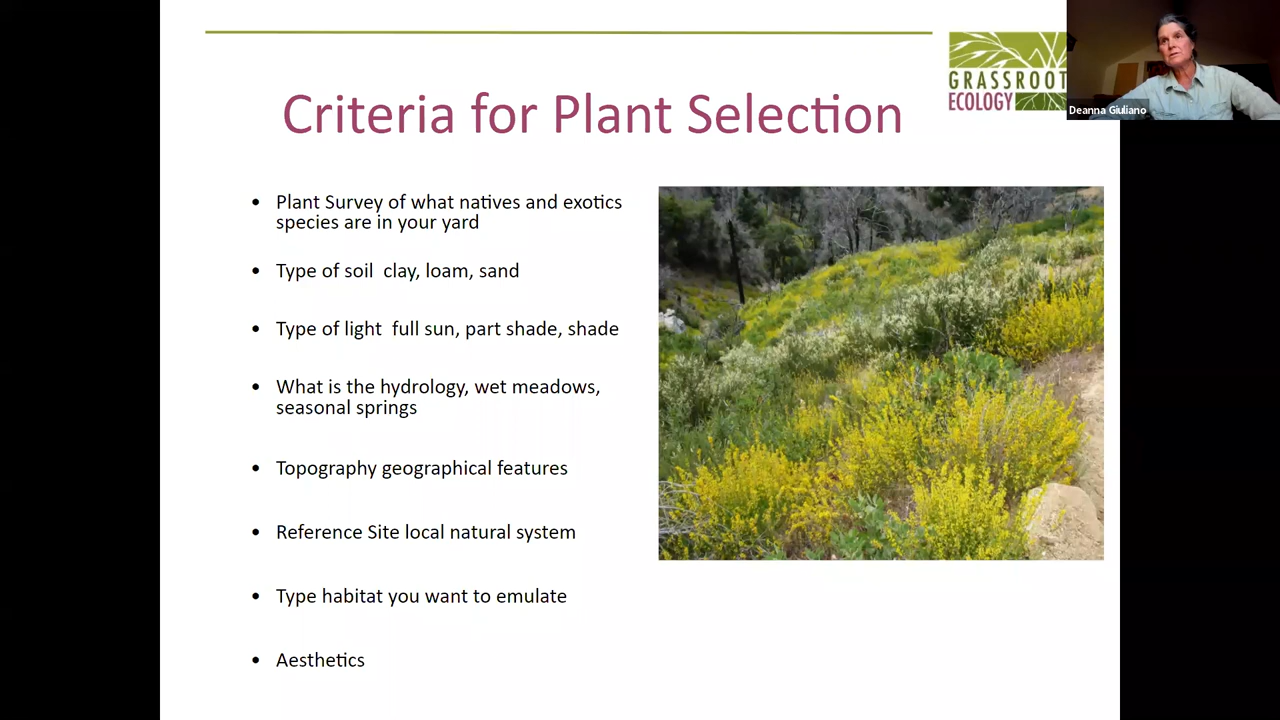 GRASSROOT
ECOLOGY
Deanna Giuliano
Criteria for Plant Selection
• Plant Survey of what natives and exotics
species are in your yard
• Type of soil  clay, loam, sand
• Type of light  full sun, part shade, shade
• What is the hydrology, wet meadows,
seasonal springs
• Topography geographical features
• Reference Site local natural system
• Type habitat you want to emulate
• Aesthetics